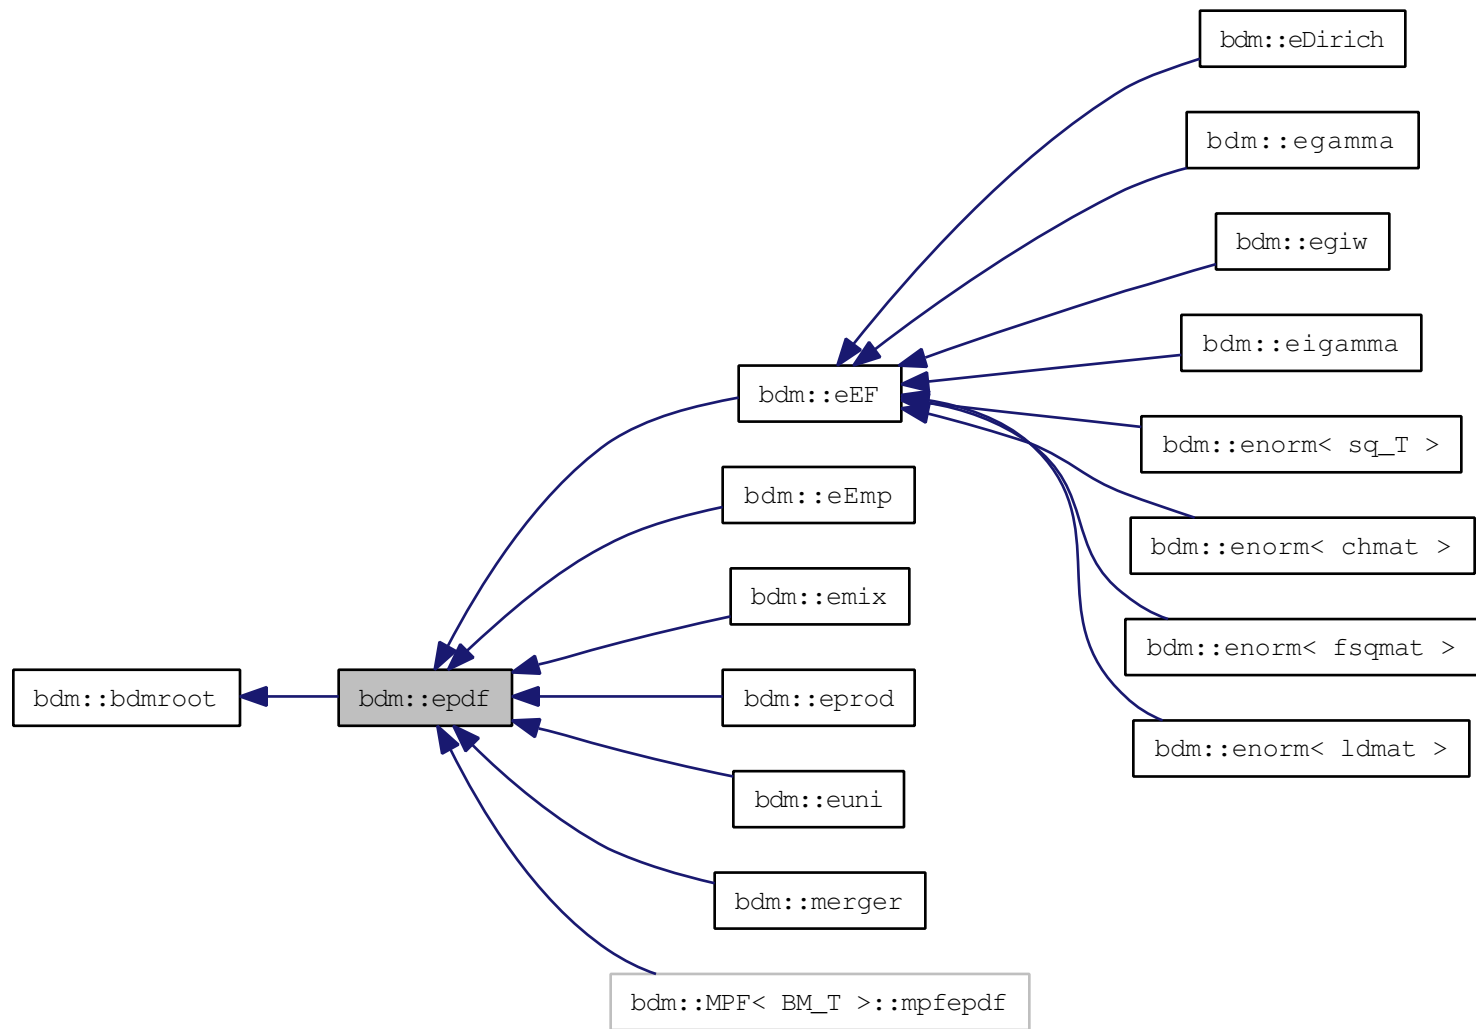 bdm::eDirich
bdm::egamma
bdm::egiw
bdm::eigamma
bdm::eEF
bdm::enorm< sq_T >
bdm::eEmp
bdm::enorm< chmat >
bdm::emix
bdm::enorm< fsqmat >
bdm::bdmroot
bdm::epdf
bdm::eprod
bdm::enorm< ldmat >
bdm::euni
bdm::merger
bdm::MPF< BM_T >::mpfepdf